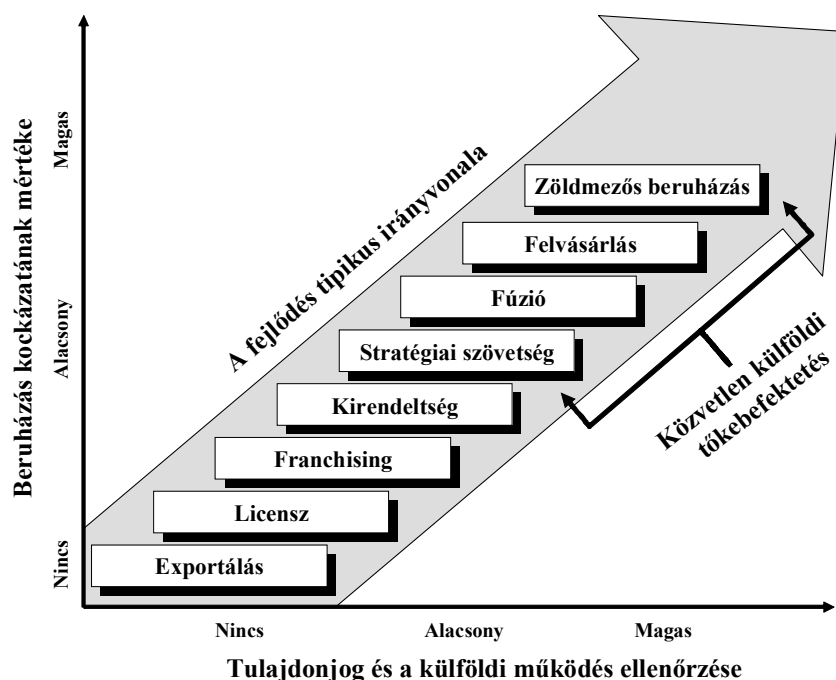 Beruházás kockázatának mértéke
Magas
Alacsony
Nincs
A fejlődés tipikus irányvonala
Zöldmezős beruházás
Felvásárlás
Fúzió
Stratégiai szövetség
Kirendeltség
Franchising
Licensz
Exportálás
Közvetlen külföldi
tőkebefektetés
Nincs
Alacsony
Magas
Tulajdonjog és a külföldi működés ellenőrzése